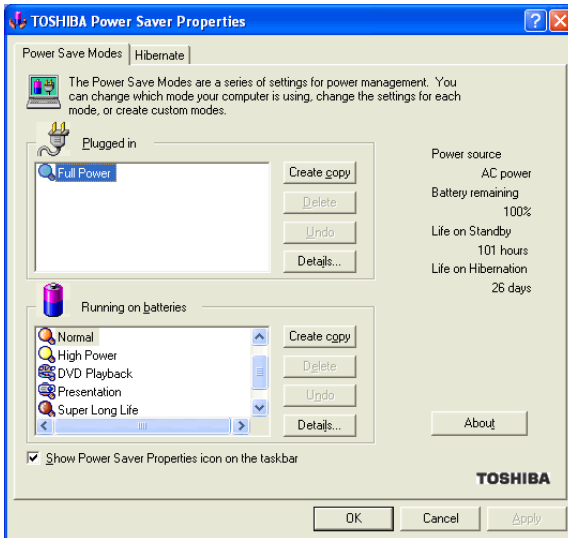 TOSHIBA Power Saver Properties
Power Save Modes
Hibernate
The Power Save Modes are a series of settings for power management. You
can change which mode your computer is using, change the settings for each
mode, or create custom modes.
Plugged in
Full Power
Create copy
Delete
Undo
Details...
Power source
AC power
Battery remaining
100%
Life on Standby
101 hours
Life on Hibernation
26 days
Running on batteries
Normal
High Power
DVD Playback
Presentation
Super Long Life
Create copy
Delete
Undo
Details...
About
Show Power Saver Properties icon on the taskbar
TOSHIBA
OK
Cancel
Apply